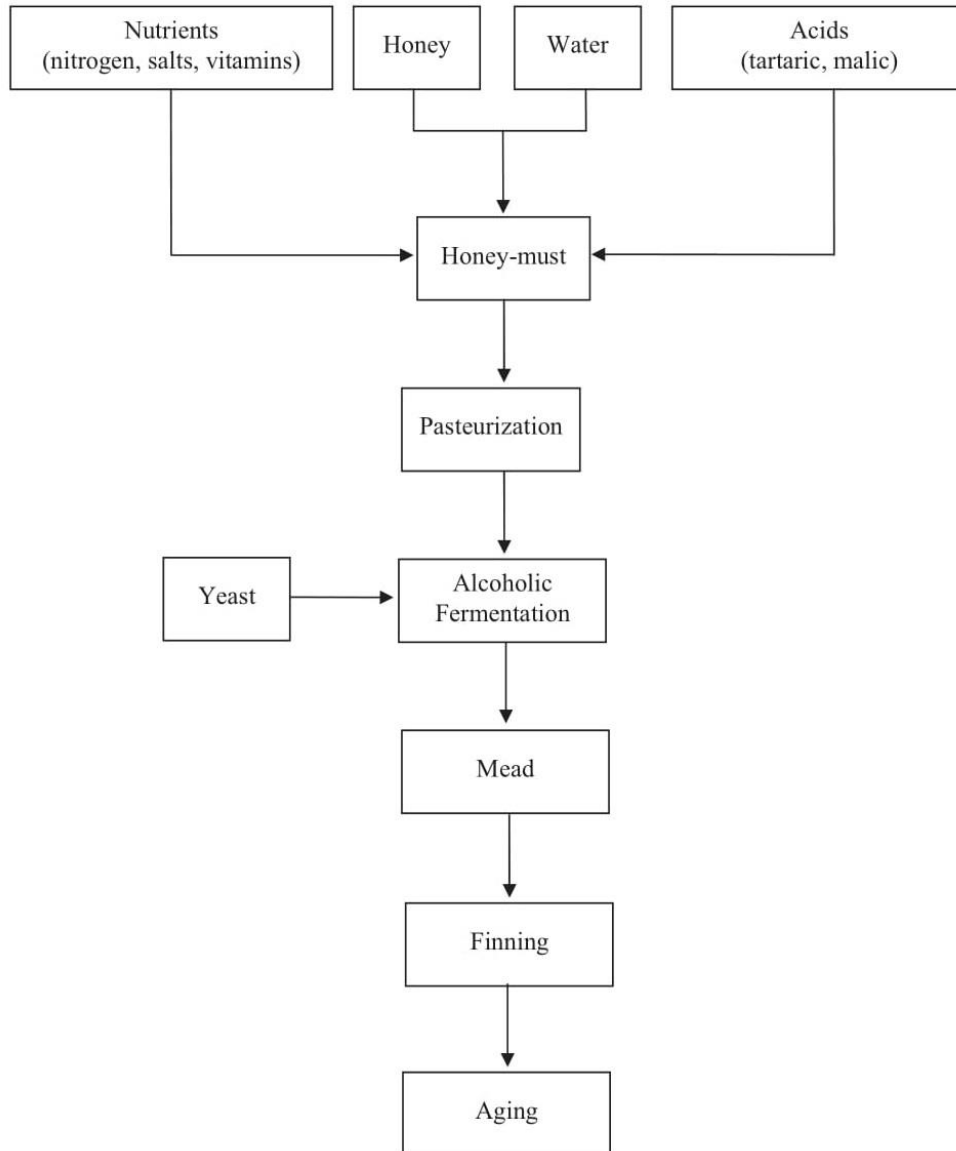 Nutrients
(nitrogen, salts, vitamins)
Honey
Water
Acids
(tartaric, malic)
Honey-must
Pasteurization
Yeast
Alcoholic
Fermentation
Mead
Finning
Aging